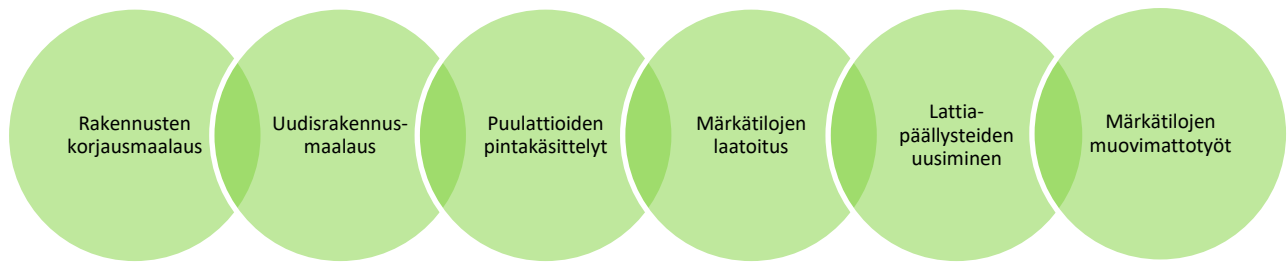 Rakennusten
korjausmaalaus
Uudisrakennus-
maalaus
Puulattioiden
pintakäsittelyt
Märkätilojen
laatoitus
Lattia-
päällysteiden
uusiminen
Märkätilojen
muovimattotyöt